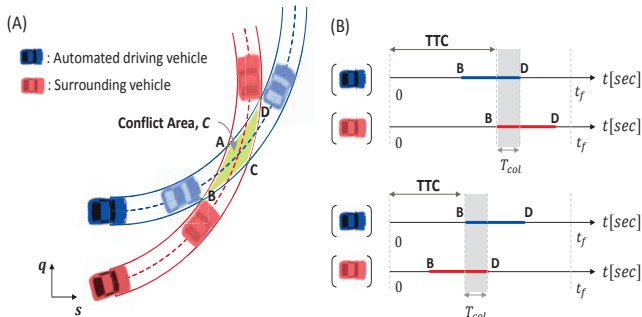 (A)
: Automated driving vehicle
: Surrounding vehicle
Conflict Area, C
A
D
B
C
q
s
(B)
TTC
B
D
t[sec]
0
t_f
B
D
t[sec]
0
t_f
T_col
TTC
B
D
t[sec]
0
t_f
B
D
t[sec]
0
t_f
T_col